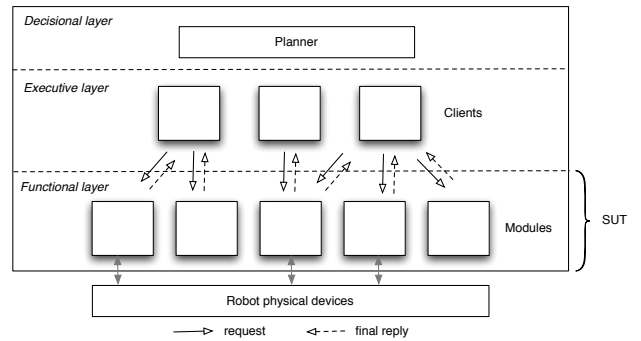 Decisional layer
Planner
Executive layer
Clients
Functional layer
Modules
SUT
Robot physical devices
request
final reply